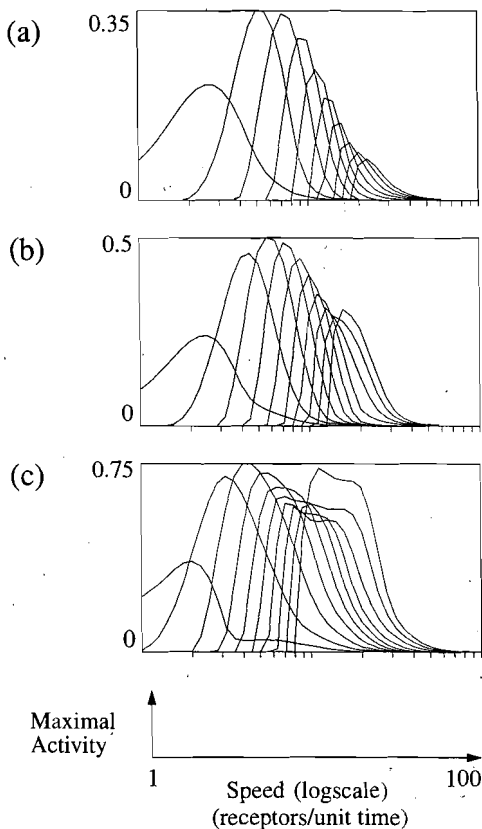 (a)
0.35
0
(b)
0.5
0
(c)
0.75
0
Maximal
Activity
1
100
Speed (logscale)
(receptors/unit time)